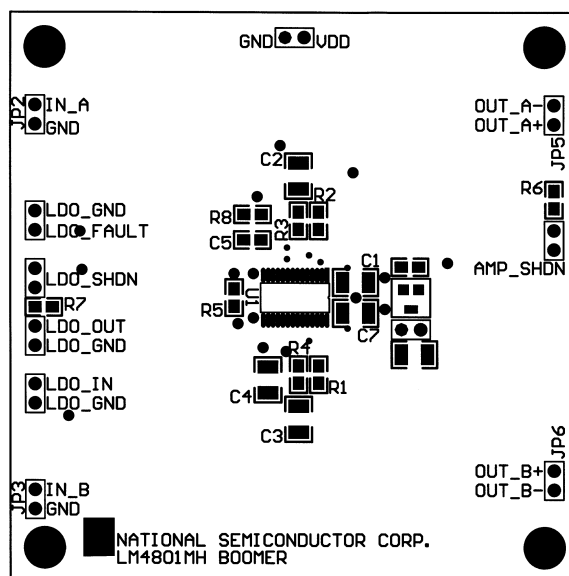 GND VDD
JP2 IN_A
GND
OUT_A-
OUT_A+
JP5
C2
R2
R3
R8
C5
R6
LDO_GND
LDO_FAULT
AMP_SHDN
LDO_SHDN
R7
LDO_OUT
LDO_GND
R5
U1
C1
C7
LDO_IN
LDO_GND
R4
R1
C4
C3
JP6
OUT_B+
OUT_B-
JP3 IN_B
GND
NATIONAL SEMICONDUCTOR CORP.
LM4801MH BOOMER